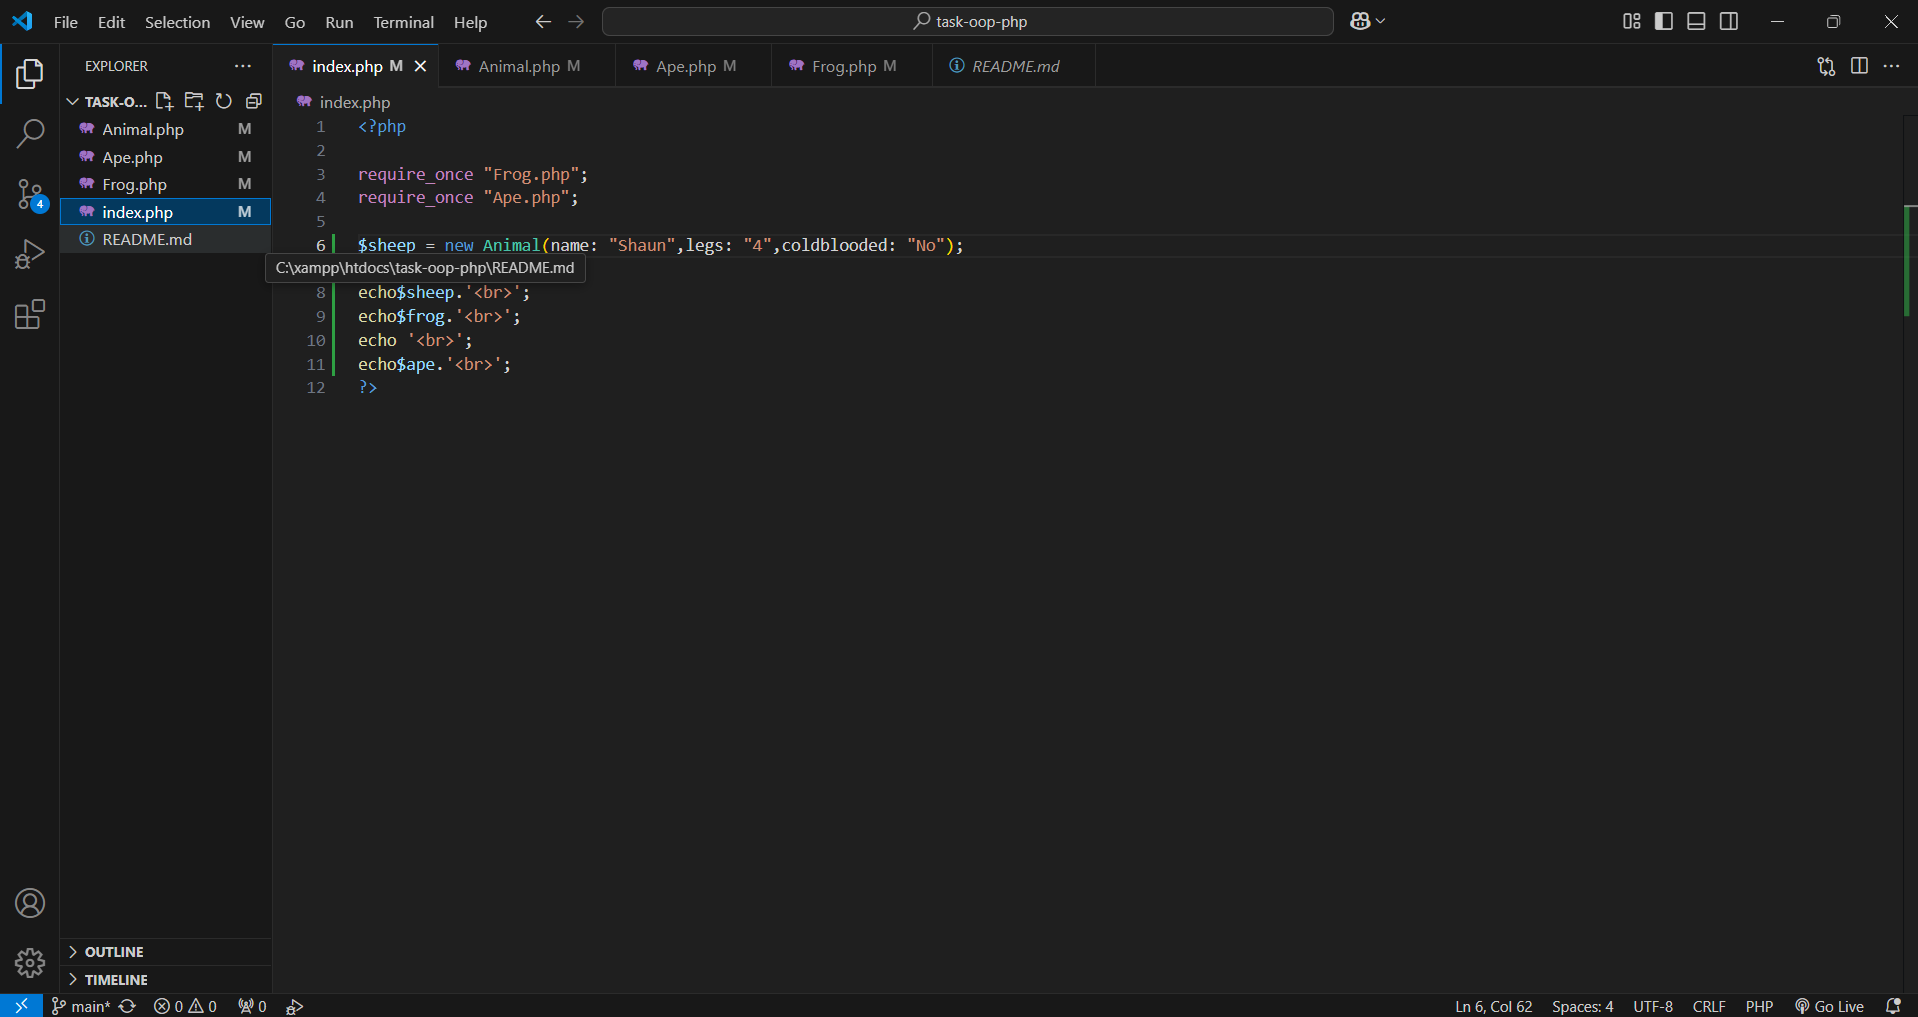 File Edit Selection View Go Run Terminal Help
task-oop-php
EXPLORER
TASK-O...
Animal.php M
Ape.php M
Frog.php M
index.php M
README.md
OUTLINE
TIMELINE
4
index.php M
Animal.php M
Ape.php M
Frog.php M
README.md
index.php
1 <?php
2
3 require_once "Frog.php";
4 require_once "Ape.php";
5
6 $sheep = new Animal(name: "Shaun",legs: "4",coldblooded: "No");
C:\xampp\htdocs\task-oop-php\README.md
8 echo$sheep.'<br>';
9 echo$frog.'<br>';
10 echo '<br>';
11 echo$ape.'<br>';
12 ?>
main* 0 0 0
Ln 6, Col 62 Spaces: 4 UTF-8 CRLF PHP Go Live